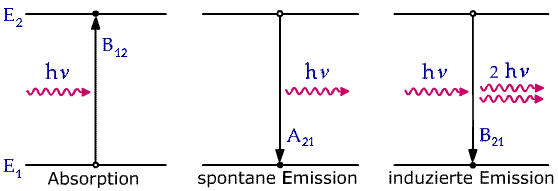 E₂
B₁₂
hν
hν
hν
2 hν
A₂₁
B₂₁
E₁
Absorption
spontane Emission
induzierte Emission